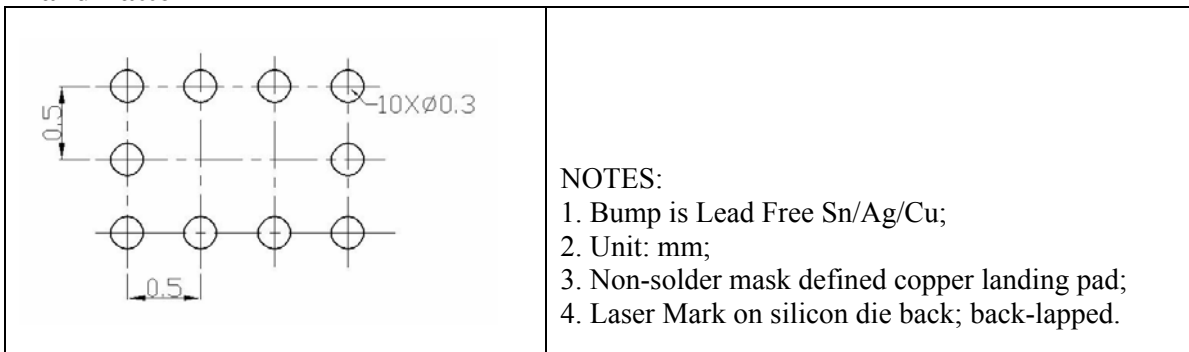 10XØ0.3
0.5
0.5
NOTES:
1. Bump is Lead Free Sn/Ag/Cu;
2. Unit: mm;
3. Non-solder mask defined copper landing pad;
4. Laser Mark on silicon die back; back-lapped.